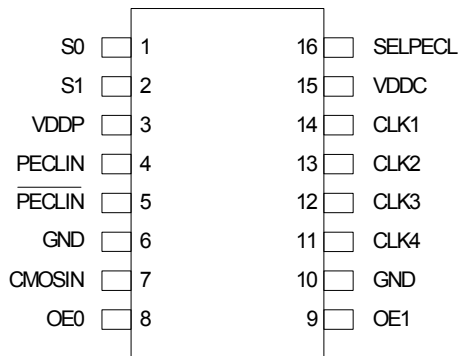 S0 1 16 SELPECL
S1 2 15 VDDC
VDDP 3 14 CLK1
PECLIN 4 13 CLK2
P̅E̅C̅L̅I̅N̅ 5 12 CLK3
GND 6 11 CLK4
CMOSIN 7 10 GND
OE0 8 9 OE1